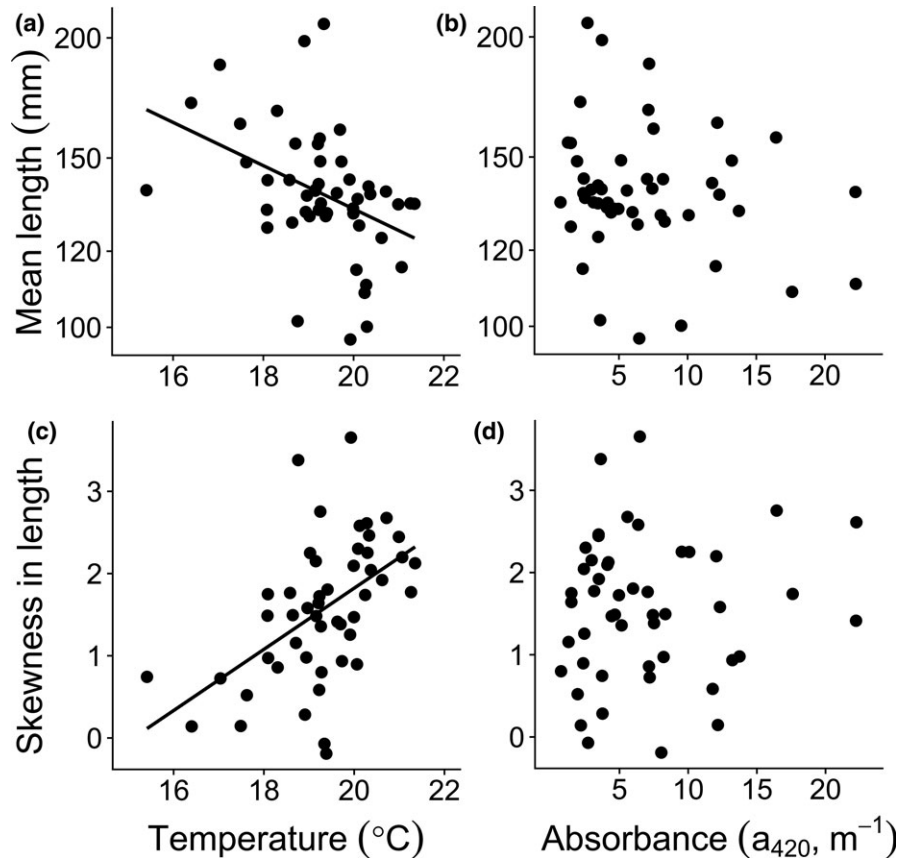 (a)
Mean length (mm)
200
150
120
100
16 18 20 22
(b)
200
150
120
100
5 10 15 20
(c)
Skewness in length
3
2
1
0
16 18 20 22
Temperature (°C)
(d)
3
2
1
0
5 10 15 20
Absorbance (a₄₂₀, m⁻¹)